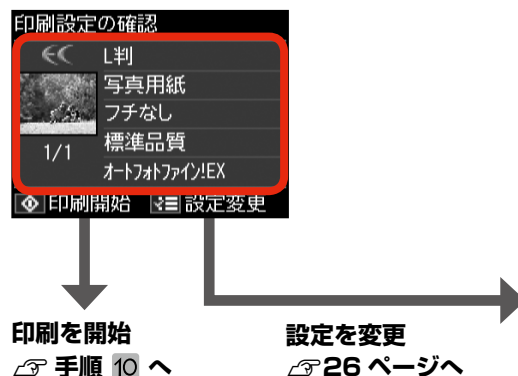 印刷設定の確認
L判
写真用紙
フチなし
1/1
標準品質
オートフォトファイン!EX
印刷開始 設定変更
印刷を開始
手順 10 へ
設定を変更
26 ページへ